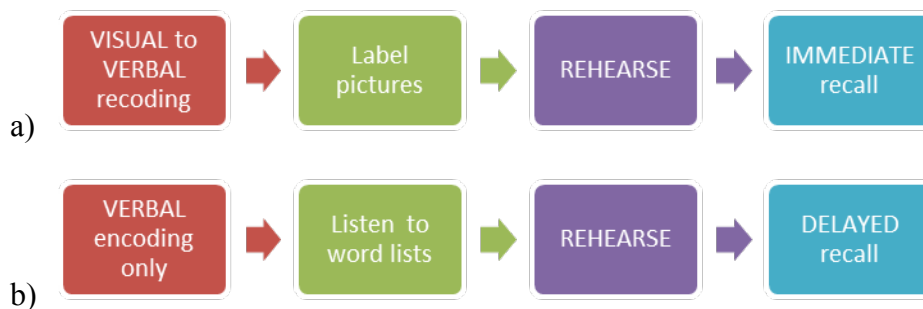 a)
VISUAL to
VERBAL
recoding
Label
pictures
REHEARSE
IMMEDIATE
recall
b)
VERBAL
encoding
only
Listen to
word lists
REHEARSE
DELAYED
recall